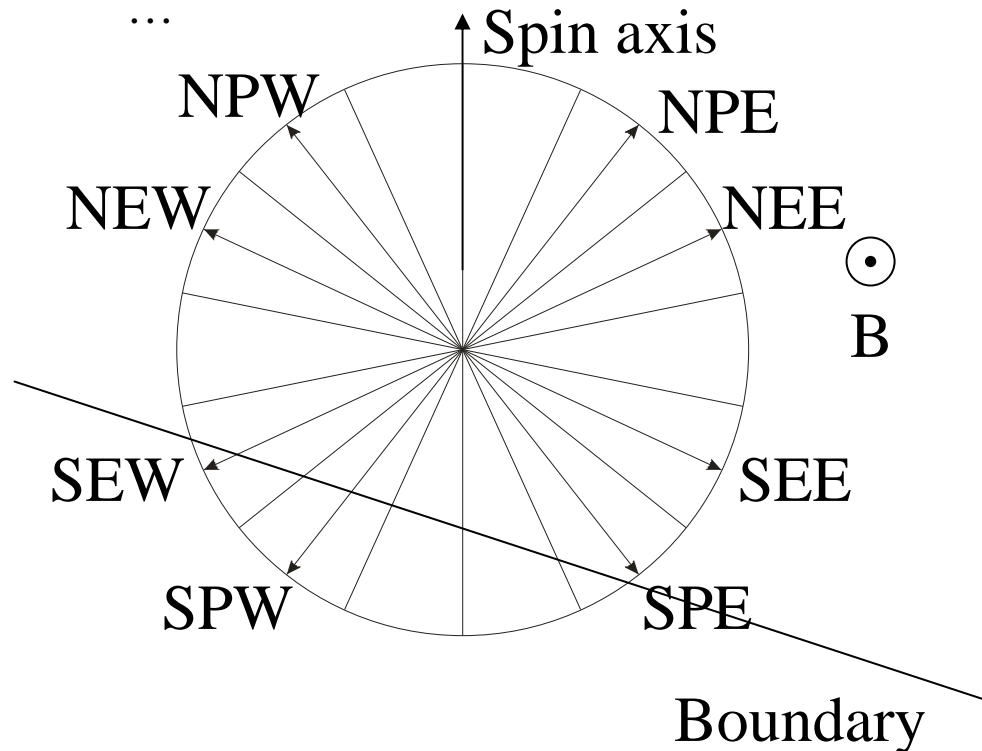 ...
Spin axis
NPW
NPE
NEW
NEE
B
SEW
SEE
SPW
SPE
Boundary